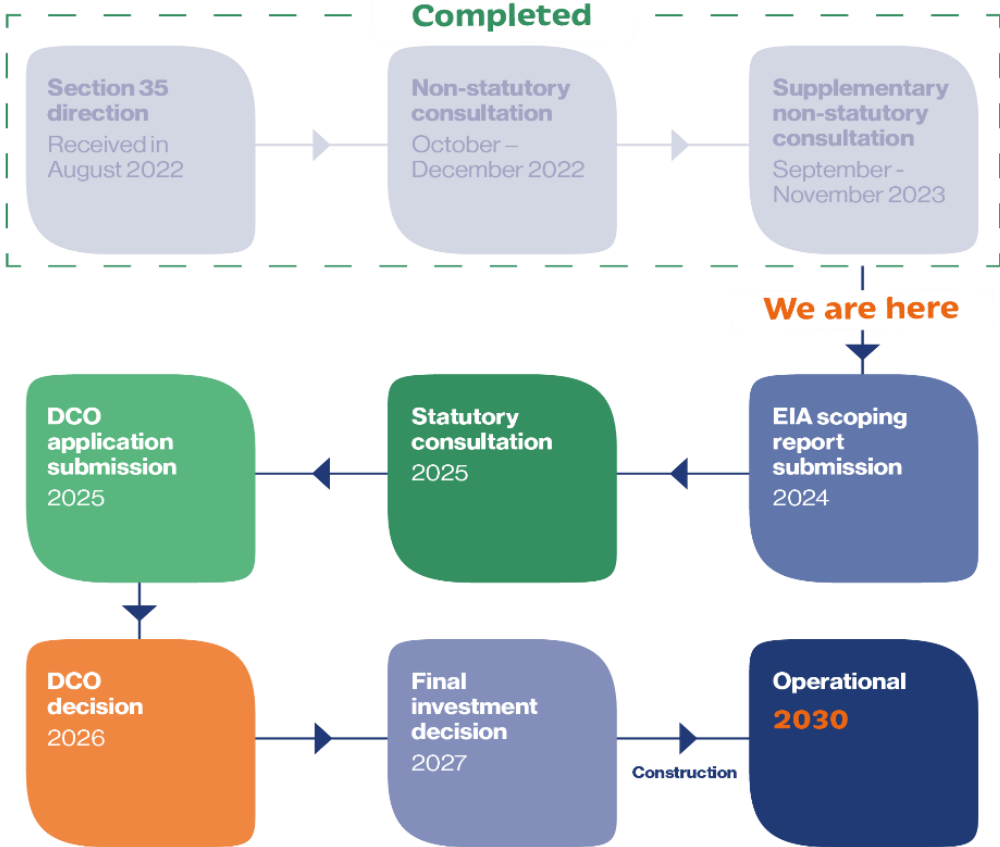 Completed
Section 35
direction
Received in
August 2022
Non-statutory
consultation
October –
December 2022
Supplementary
non-statutory
consultation
September -
November 2023
We are here
EIA scoping
report
submission
2024
Statutory
consultation
2025
DCO
application
submission
2025
DCO
decision
2026
Final
investment
decision
2027
Construction
Operational
2030